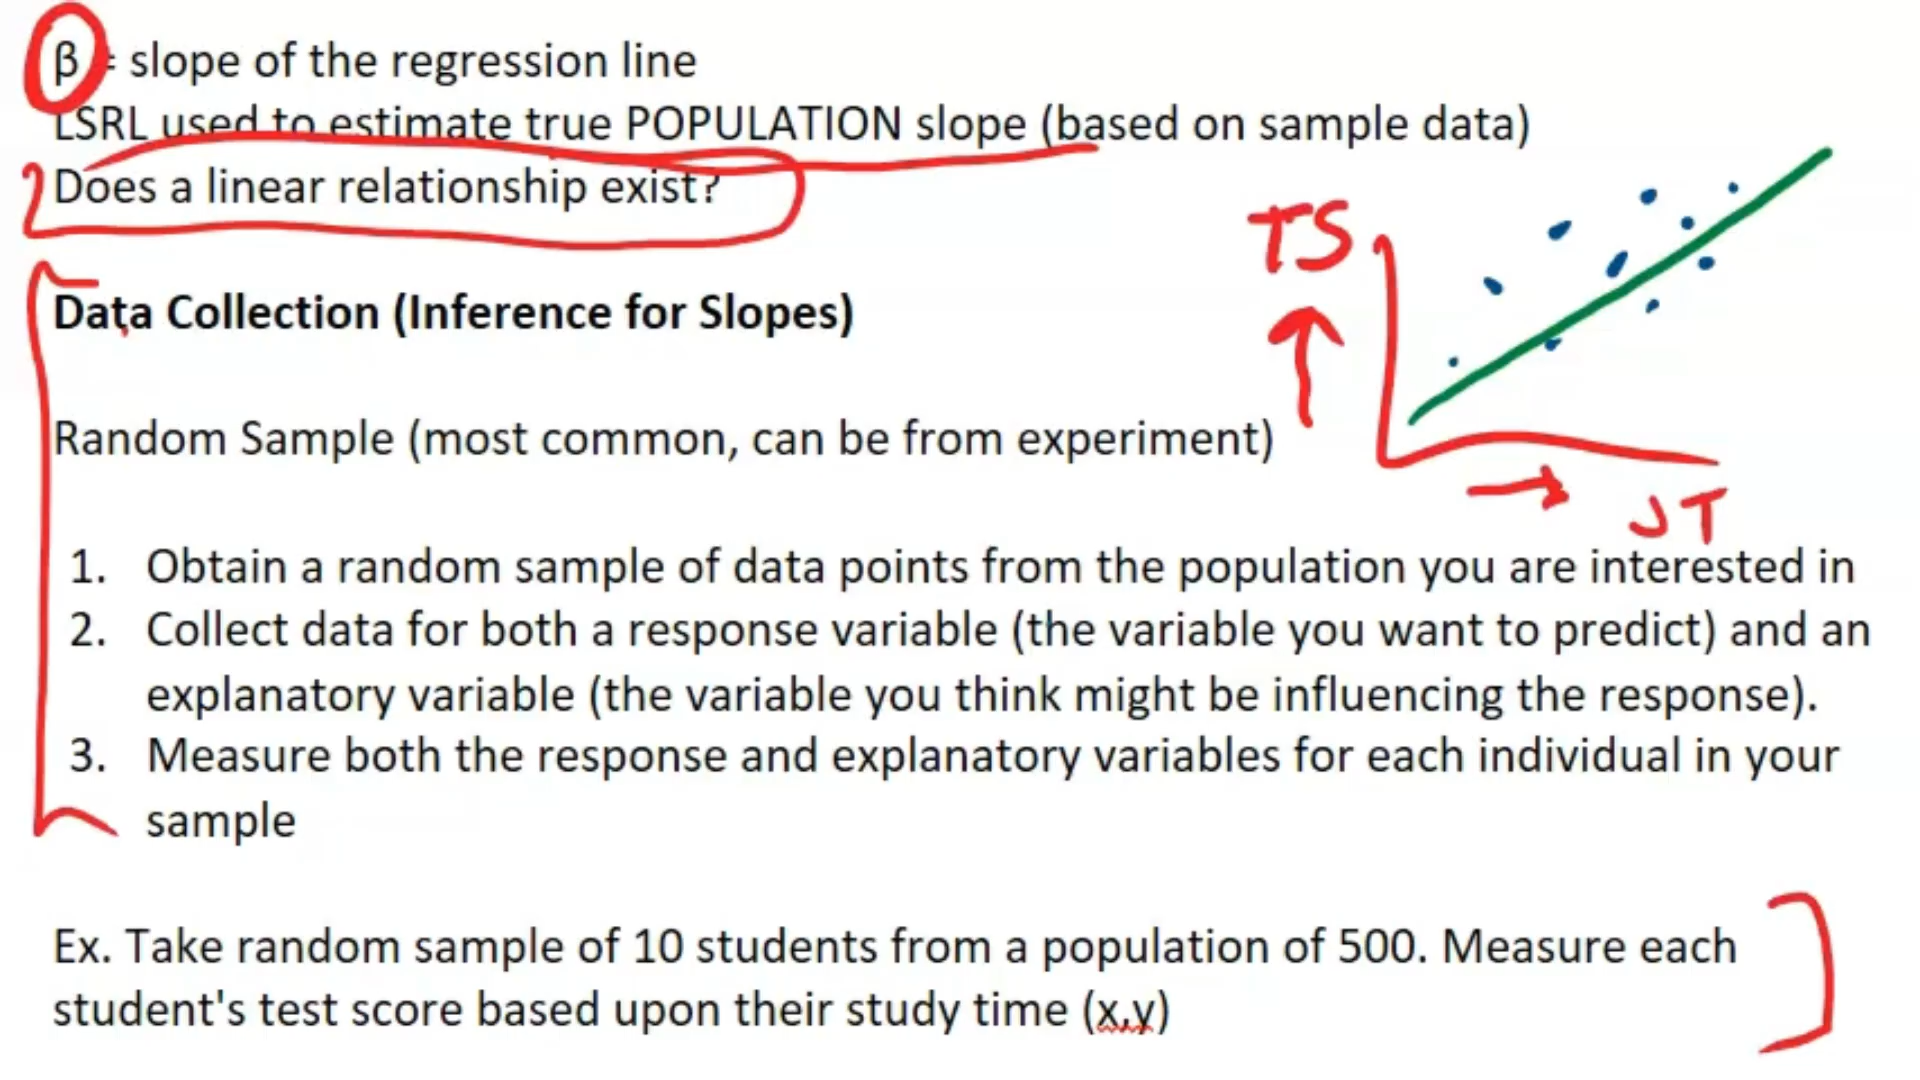 β = slope of the regression line
LSRL used to estimate true POPULATION slope (based on sample data)
Does a linear relationship exist?
TS
Data Collection (Inference for Slopes)
Random Sample (most common, can be from experiment)
JT
1. Obtain a random sample of data points from the population you are interested in
2. Collect data for both a response variable (the variable you want to predict) and an
explanatory variable (the variable you think might be influencing the response).
3. Measure both the response and explanatory variables for each individual in your
sample
Ex. Take random sample of 10 students from a population of 500. Measure each
student's test score based upon their study time (x,y)